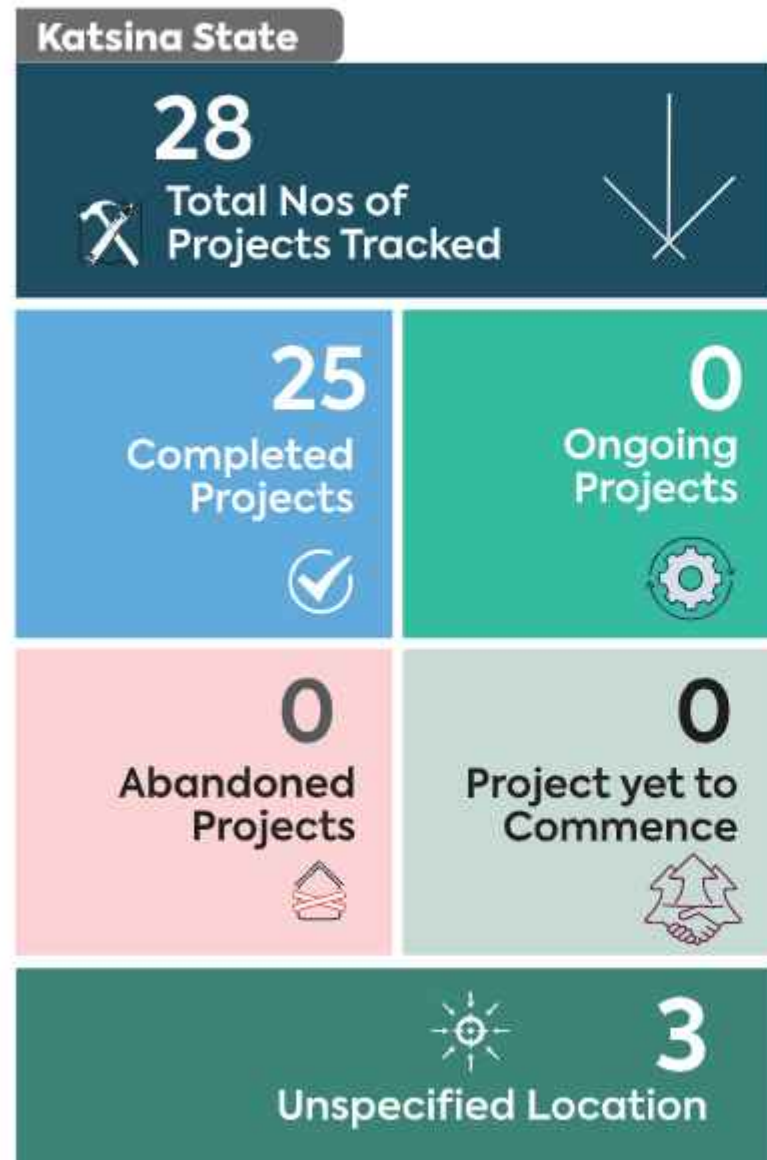 Katsina State
28
Total Nos of
Projects Tracked
25
Completed
Projects
0
Ongoing
Projects
0
Abandoned
Projects
0
Project yet to
Commence
3
Unspecified Location